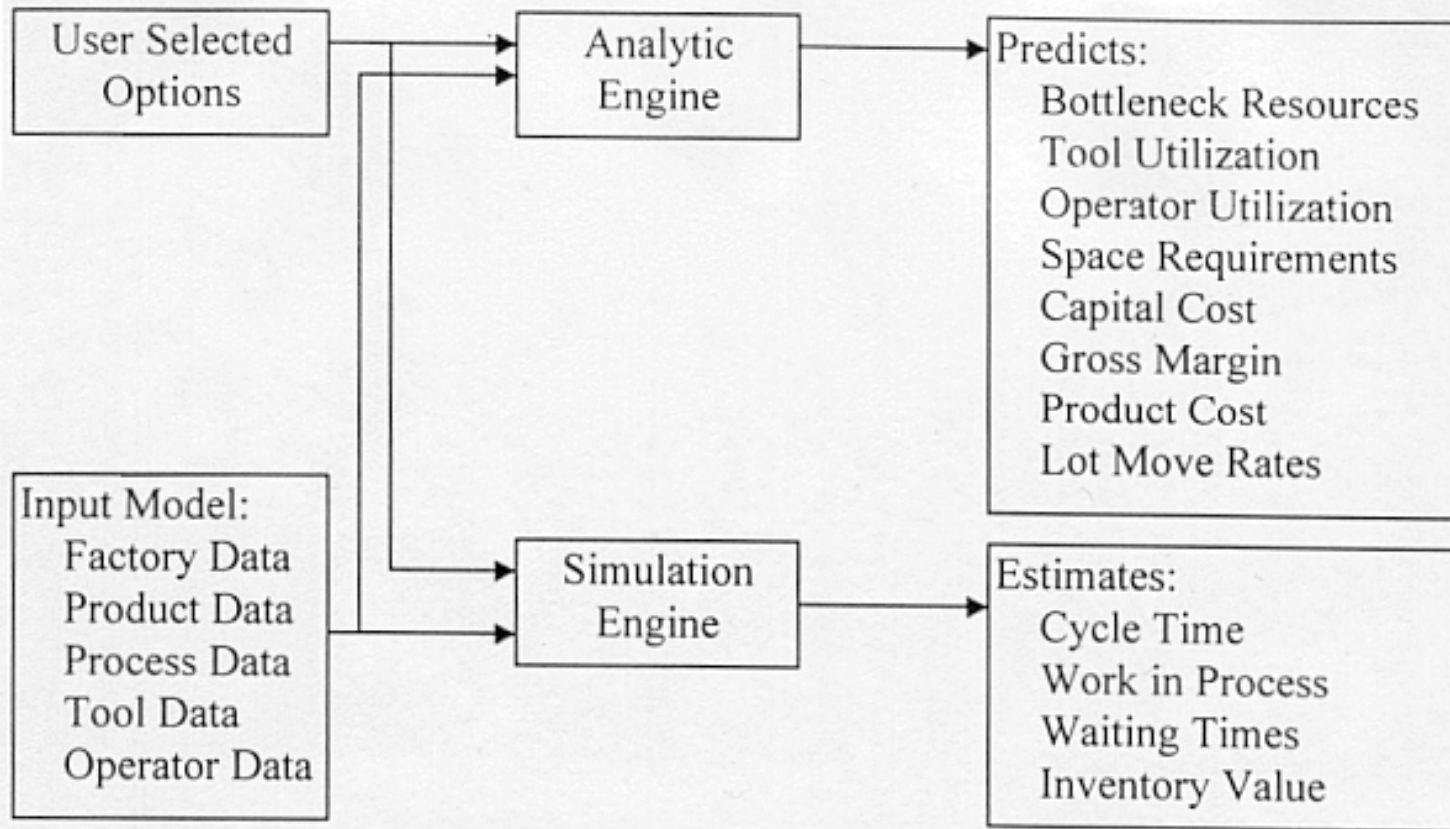 User Selected
Options
Analytic
Engine
Predicts:
Bottleneck Resources
Tool Utilization
Operator Utilization
Space Requirements
Capital Cost
Gross Margin
Product Cost
Lot Move Rates
Input Model:
Factory Data
Product Data
Process Data
Tool Data
Operator Data
Simulation
Engine
Estimates:
Cycle Time
Work in Process
Waiting Times
Inventory Value